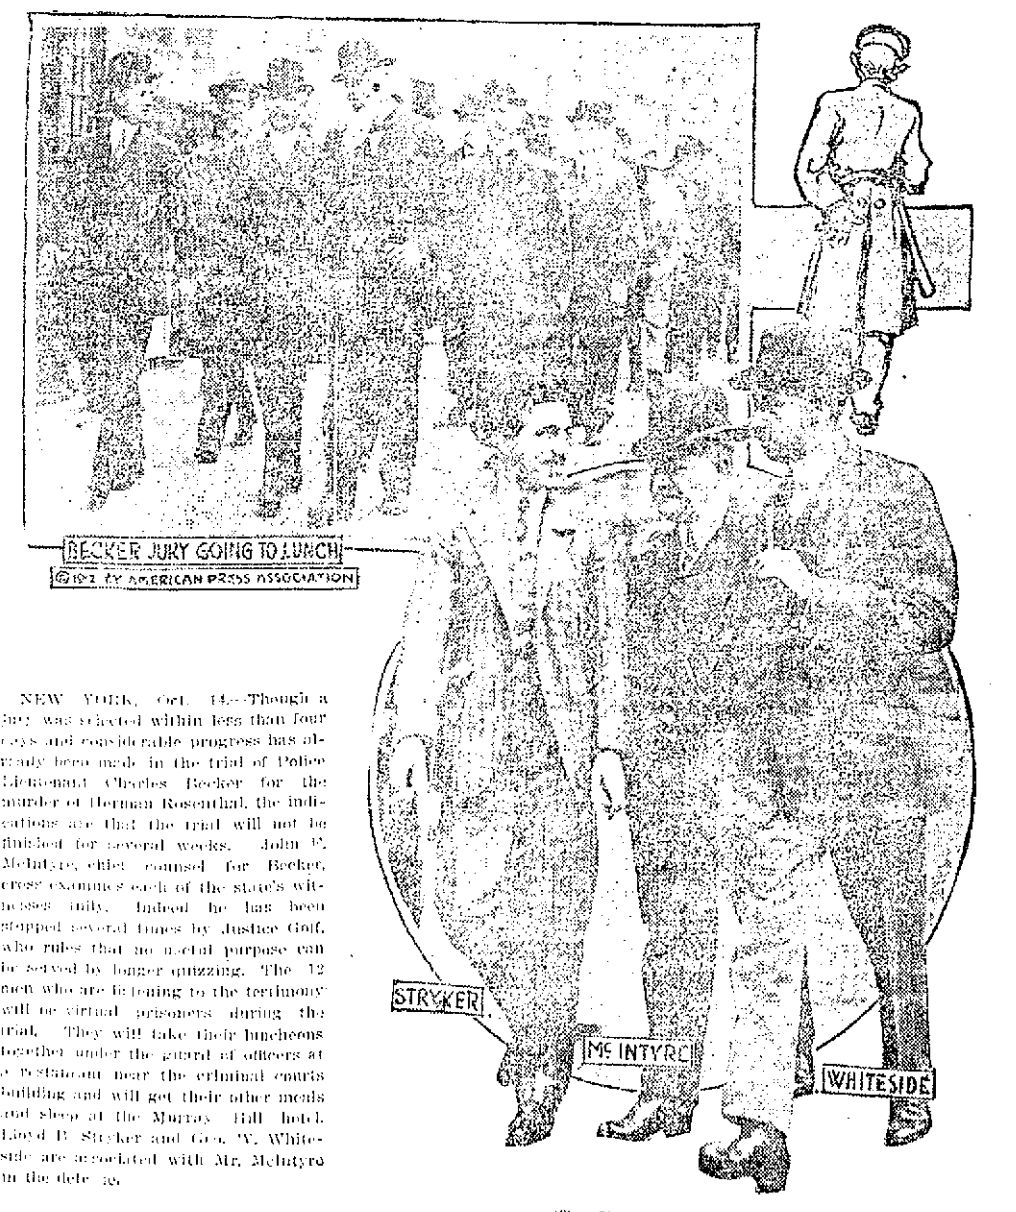 BECKER JURY GOING TO LUNCH
© 1912 BY AMERICAN PRESS ASSOCIATION
NEW YORK, Oct. 14.—Though a
jury was selected within less than four
days and considerable progress has al-
ready been made in the trial of Police
Lieutenant Charles Becker for the
murder of Herman Rosenthal, the indi-
cations are that the trial will not be
finished for several weeks. John F.
McIntyre, chief counsel for Becker,
cross examines each of the state's wit-
nesses fully. Indeed he has been
stopped several times by Justice Goff,
who rules that no useful purpose can
be served by longer quizzing. The 12
men who are listening to the testimony
will be virtual prisoners during the
trial. They will take their luncheons
together under the guard of officers at
a restaurant near the criminal courts
building and will get their other meals
and sleep at the Murray Hill hotel.
Lloyd P. Stryker and Geo. W. White-
side are associated with Mr. McIntyre
in the defense.
STRYKER
McINTYRE
WHITESIDE